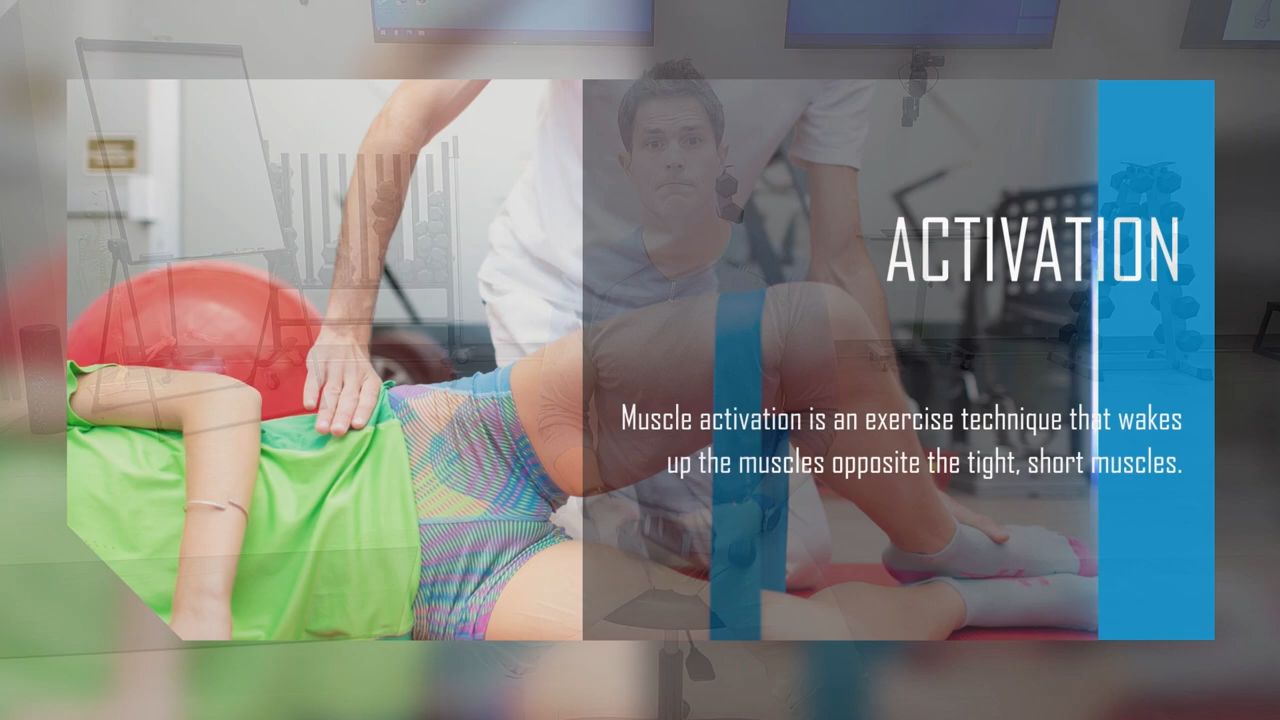 ACTIVATION
Muscle activation is an exercise technique that wakes
up the muscles opposite the tight, short muscles.